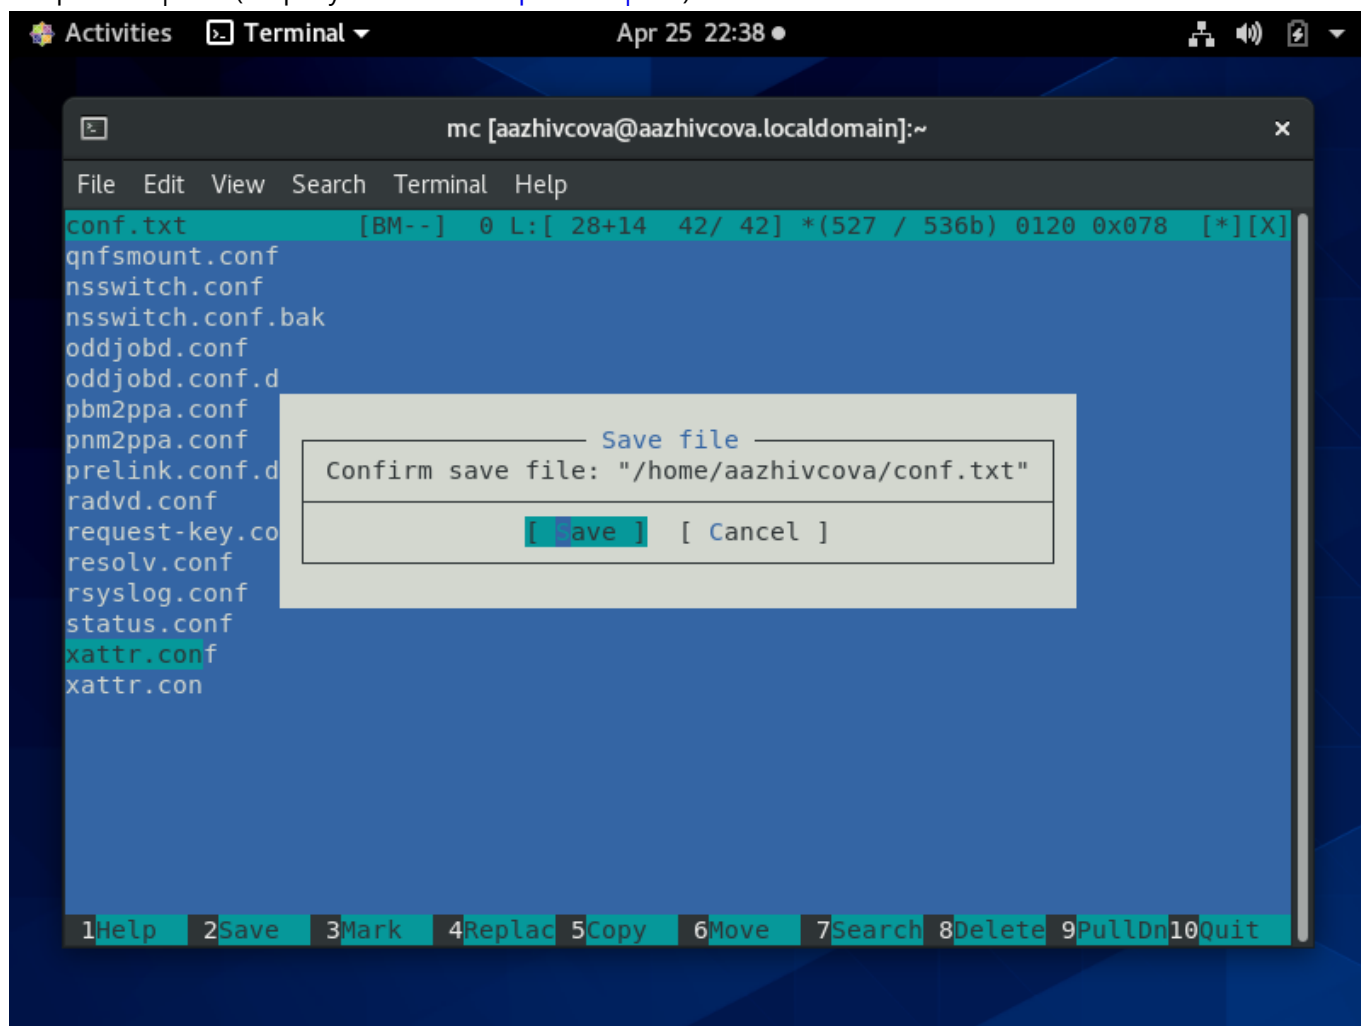 Activities Terminal Apr 25 22:38
mc [aazhivcova@aazhivcova.localdomain]:~ ×
File Edit View Search Terminal Help
conf.txt [BM--] 0 L:[ 28+14 42/ 42] *(527 / 536b) 0120 0x078 [*][X]
qnfsmount.conf
nsswitch.conf
nsswitch.conf.bak
oddjobd.conf
oddjobd.conf.d
pbm2ppa.conf
pnm2ppa.conf
prelink.conf.d
radvd.conf
request-key.co
resolv.conf
rsyslog.conf
status.conf
xattr.conf
xattr.con
Save file
Confirm save file: "/home/aazhivcova/conf.txt"
[ Save ] [ Cancel ]
1Help 2Save 3Mark 4Replac 5Copy 6Move 7Search 8Delete 9PullDn 10Quit